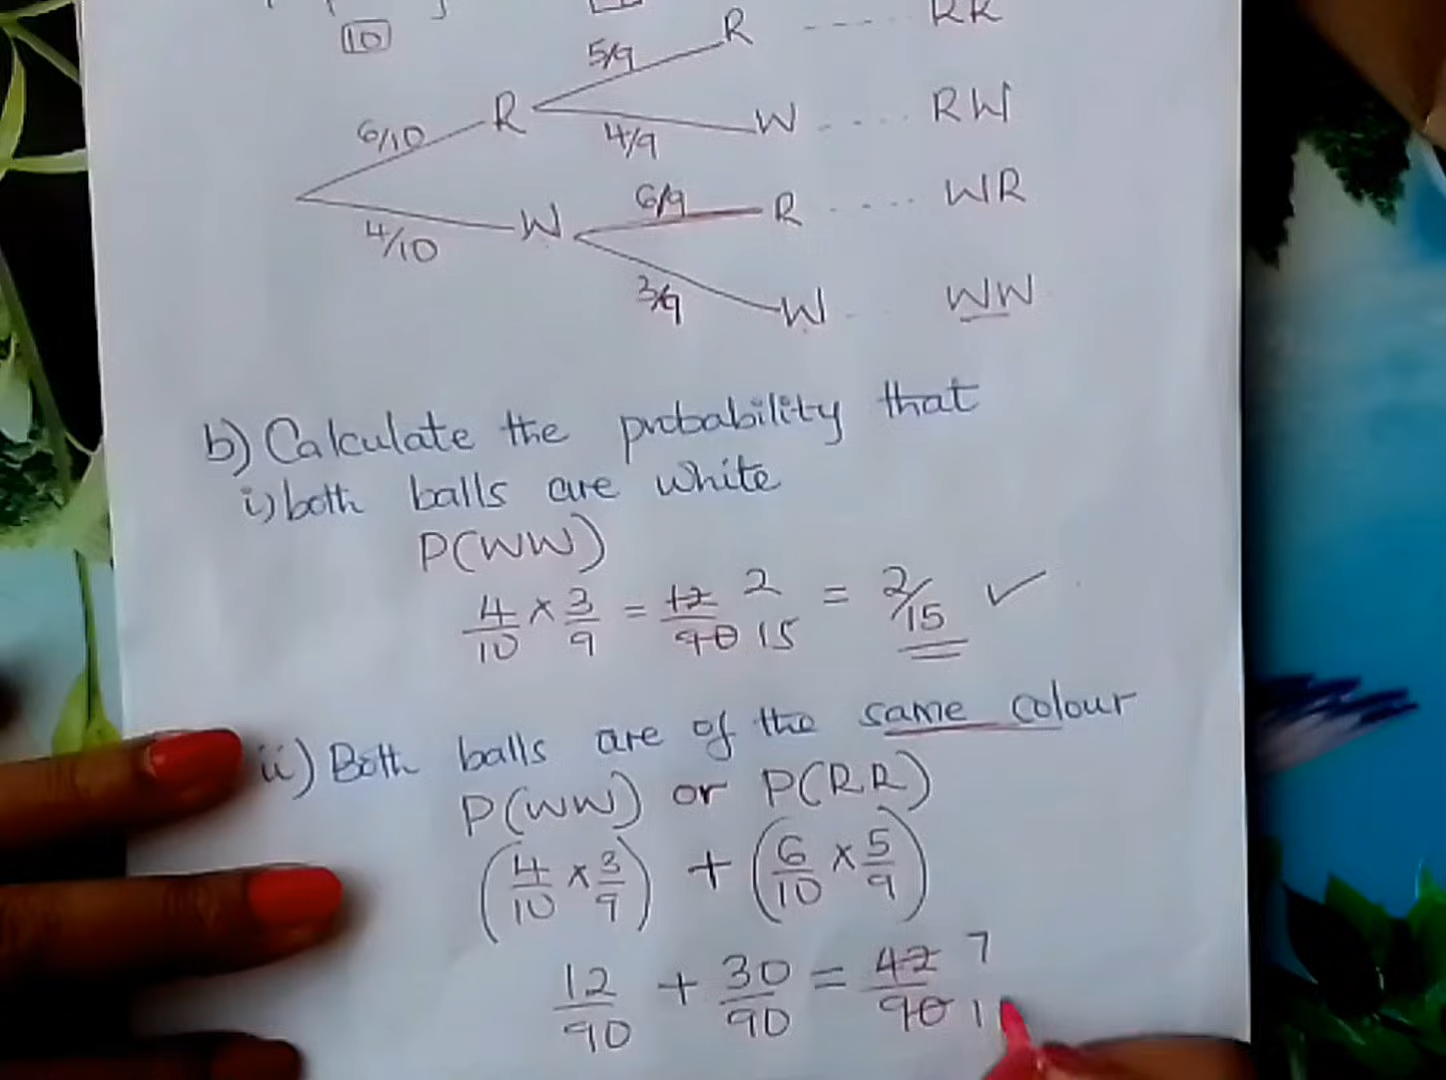 10
5/9 R ----- RR
6/10 R
4/9 W ..... RW
6/9 R ..... WR
4/10 W
3/9 W ... WW
b) Calculate the probability that
i) both balls are white
P(WW)
4/10 × 3/9 = 12/90 2/15 = 2/15 ✓
ii) Both balls are of the same colour
P(WW) or P(RR)
(4/10 × 3/9) + (6/10 × 5/9)
12/90 + 30/90 = 42/90 7/1